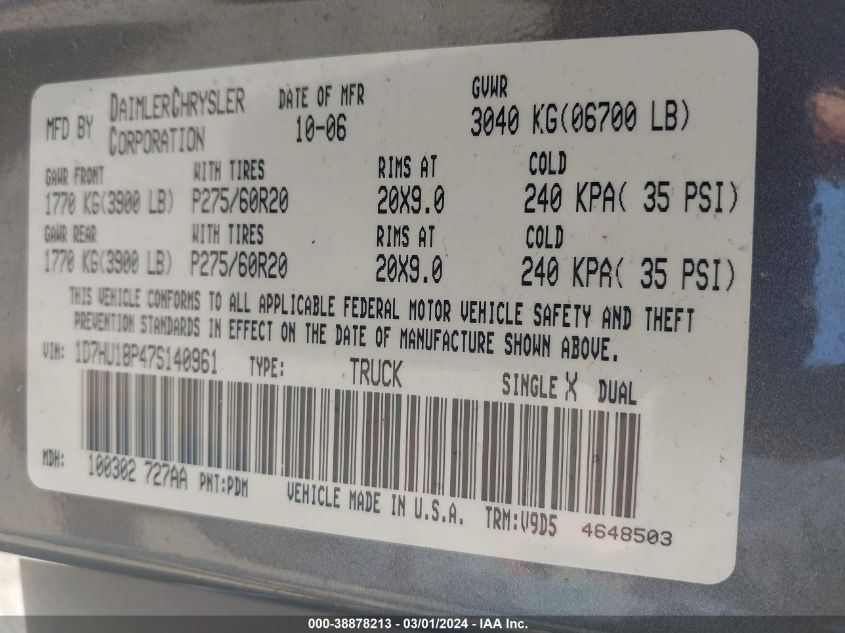 MFD BY DAIMLERCHRYSLER CORPORATION DATE OF MFR 10-06 GVWR 3040 KG(06700 LB)
GAWR FRONT WITH TIRES RIMS AT COLD
1770 KG(3900 LB) P275/60R20 20X9.0 240 KPA( 35 PSI)
GAWR REAR WITH TIRES RIMS AT COLD
1770 KG(3900 LB) P275/60R20 20X9.0 240 KPA( 35 PSI)
THIS VEHICLE CONFORMS TO ALL APPLICABLE FEDERAL MOTOR VEHICLE SAFETY AND THEFT
PREVENTION STANDARDS IN EFFECT ON THE DATE OF MANUFACTURE SHOWN ABOVE.
VIN: 1D7HU18P47S140961 TYPE: TRUCK SINGLE X DUAL
MDH: 100302 727AA PNT:PDM VEHICLE MADE IN U.S.A. TRM:V9D5 4648503
000-38878213 - 03/01/2024 - IAA Inc.